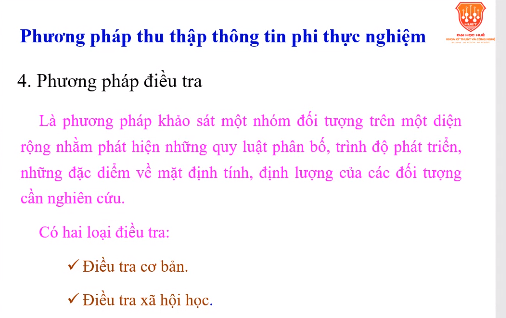 Phương pháp thu thập thông tin phi thực nghiệm
4. Phương pháp điều tra
Là phương pháp khảo sát một nhóm đối tượng trên một diện
rộng nhằm phát hiện những quy luật phân bố, trình độ phát triển,
những đặc điểm về mặt định tính, định lượng của các đối tượng
cần nghiên cứu.
Có hai loại điều tra:
✓ Điều tra cơ bản.
✓ Điều tra xã hội học.